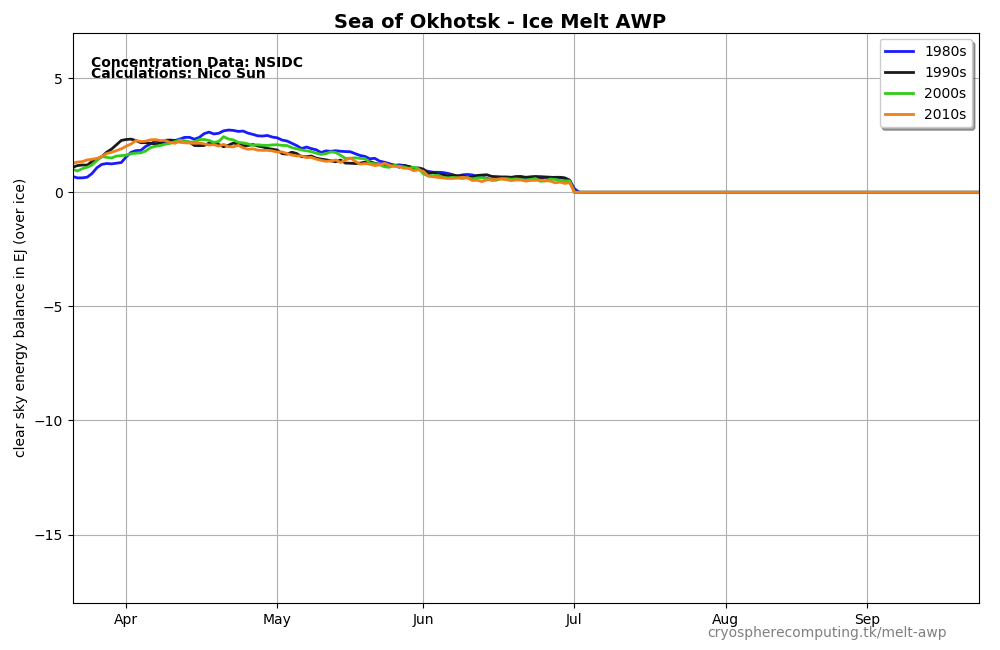 Sea of Okhotsk - Ice Melt AWP
Concentration Data: NSIDC
Calculations: Nico Sun
1980s
1990s
2000s
2010s
clear sky energy balance in EJ (over ice)
5
0
−5
−10
−15
Apr May Jun Jul Aug Sep
cryospherecomputing.tk/melt-awp